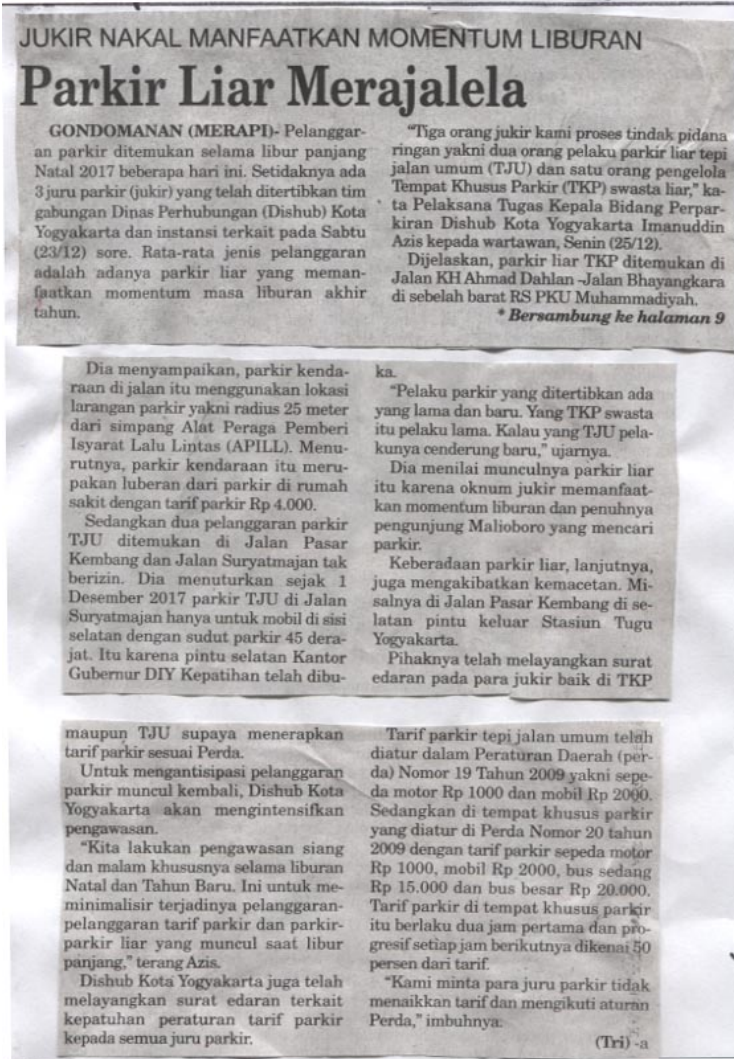 JUKIR NAKAL MANFAATKAN MOMENTUM LIBURAN
Parkir Liar Merajalela
GONDOMANAN (MERAPI)- Pelanggar-
an parkir ditemukan selama libur panjang
Natal 2017 beberapa hari ini. Setidaknya ada
3 juru parkir (jukir) yang telah ditertibkan tim
gabungan Dinas Perhubungan (Dishub) Kota
Yogyakarta dan instansi terkait pada Sabtu
(23/12) sore. Rata-rata jenis pelanggaran
adalah adanya parkir liar yang meman-
faatkan momentum masa liburan akhir
tahun.
"Tiga orang jukir kami proses tindak pidana
ringan yakni dua orang pelaku parkir liar tepi
jalan umum (TJU) dan satu orang pengelola
Tempat Khusus Parkir (TKP) swasta liar," ka-
ta Pelaksana Tugas Kepala Bidang Perpar-
kiran Dishub Kota Yogyakarta Imanuddin
Azis kepada wartawan, Senin (25/12).
Dijelaskan, parkir liar TKP ditemukan di
Jalan KH Ahmad Dahlan -Jalan Bhayangkara
di sebelah barat RS PKU Muhammadiyah.
* Bersambung ke halaman 9
Dia menyampaikan, parkir kenda-
raan di jalan itu menggunakan lokasi
larangan parkir yakni radius 25 meter
dari simpang Alat Peraga Pemberi
Isyarat Lalu Lintas (APILL). Menu-
rutnya, parkir kendaraan itu meru-
pakan luberan dari parkir di rumah
sakit dengan tarif parkir Rp 4.000.
Sedangkan dua pelanggaran parkir
TJU ditemukan di Jalan Pasar
Kembang dan Jalan Suryatmajan tak
berizin. Dia menuturkan sejak 1
Desember 2017 parkir TJU di Jalan
Suryatmajan hanya untuk mobil di sisi
selatan dengan sudut parkir 45 dera-
jat. Itu karena pintu selatan Kantor
Gubernur DIY Kepatihan telah dibu-
ka.
"Pelaku parkir yang ditertibkan ada
yang lama dan baru. Yang TKP swasta
itu pelaku lama. Kalau yang TJU pela-
kunya cenderung baru," ujarnya.
Dia menilai munculnya parkir liar
itu karena oknum jukir memanfaat-
kan momentum liburan dan penuhnya
pengunjung Malioboro yang mencari
parkir.
Keberadaan parkir liar, lanjutnya,
juga mengakibatkan kemacetan. Mi-
salnya di Jalan Pasar Kembang di se-
latan pintu keluar Stasiun Tugu
Yogyakarta.
Pihaknya telah melayangkan surat
edaran pada para jukir baik di TKP
maupun TJU supaya menerapkan
tarif parkir sesuai Perda.
Untuk mengantisipasi pelanggaran
parkir muncul kembali, Dishub Kota
Yogyakarta akan mengintensifkan
pengawasan.
"Kita lakukan pengawasan siang
dan malam khususnya selama liburan
Natal dan Tahun Baru. Ini untuk me-
minimalisir terjadinya pelanggaran-
pelanggaran tarif parkir dan parkir-
parkir liar yang muncul saat libur
panjang," terang Azis.
Dishub Kota Yogyakarta juga telah
melayangkan surat edaran terkait
kepatuhan peraturan tarif parkir
kepada semua juru parkir.
Tarif parkir tepi jalan umum telah
diatur dalam Peraturan Daerah (per-
da) Nomor 19 Tahun 2009 yakni sepe-
da motor Rp 1000 dan mobil Rp 2000.
Sedangkan di tempat khusus parkir
yang diatur di Perda Nomor 20 tahun
2009 dengan tarif parkir sepeda motor
Rp 1000, mobil Rp 2000, bus sedang
Rp 15.000 dan bus besar Rp 20.000.
Tarif parkir di tempat khusus parkir
itu berlaku dua jam pertama dan pro-
gresif setiap jam berikutnya dikenai 50
persen dari tarif.
"Kami minta para juru parkir tidak
menaikkan tarif dan mengikuti aturan
Perda," imbuhnya.
(Tri) -a